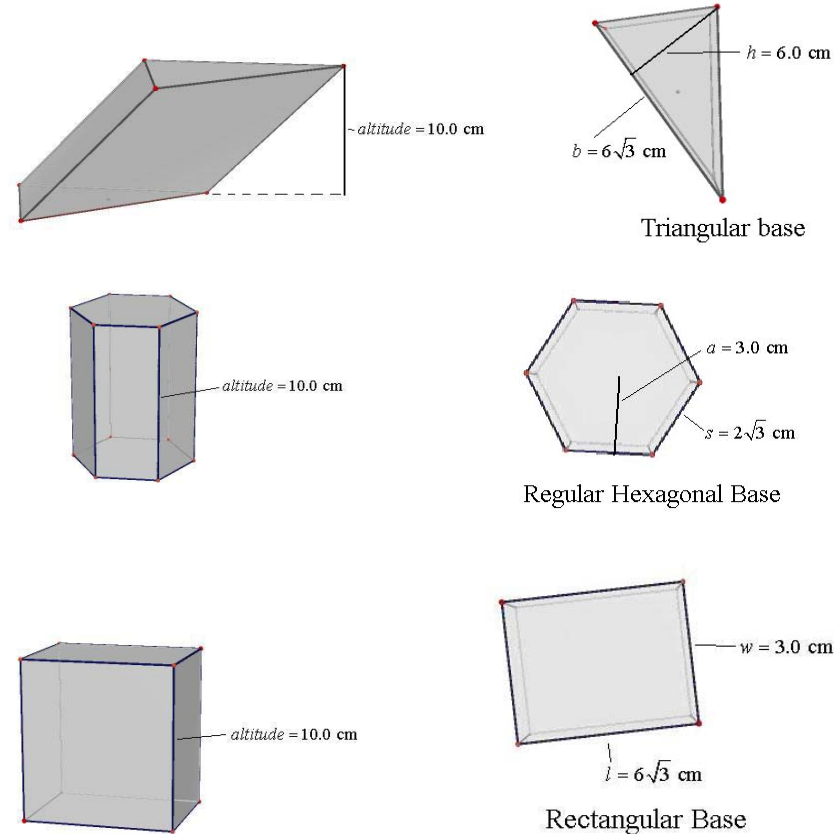 h = 6.0 cm
altitude = 10.0 cm
b = 6√3 cm
Triangular base
a = 3.0 cm
altitude = 10.0 cm
s = 2√3 cm
Regular Hexagonal Base
w = 3.0 cm
altitude = 10.0 cm
l = 6√3 cm
Rectangular Base